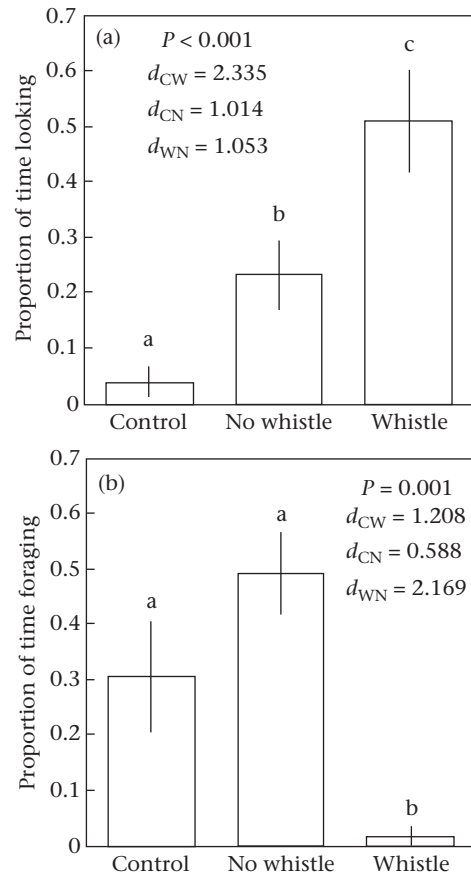 (a)
P < 0.001
d_CW = 2.335
d_CN = 1.014
d_WN = 1.053
Proportion of time looking
0.7
0.6
0.5
0.4
0.3
0.2
0.1
0
a
b
c
Control No whistle Whistle
(b)
P = 0.001
d_CW = 1.208
d_CN = 0.588
d_WN = 2.169
Proportion of time foraging
0.7
0.6
0.5
0.4
0.3
0.2
0.1
0
a
a
b
Control No whistle Whistle